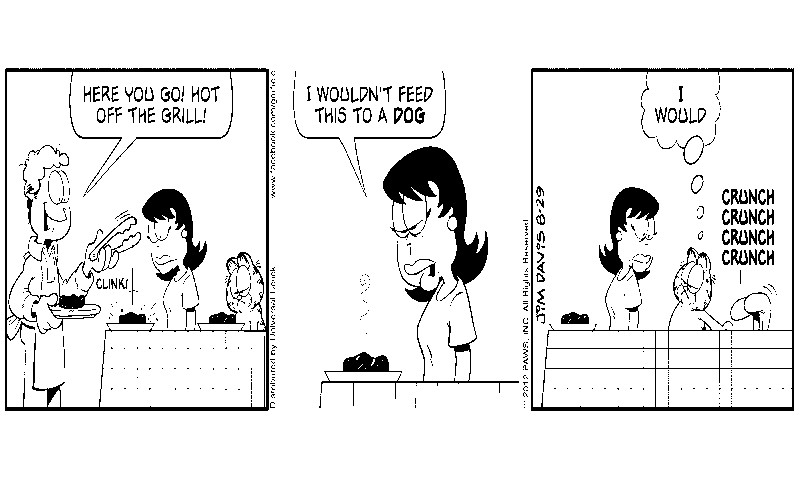 HERE YOU GO! HOT
OFF THE GRILL!
CLINK!
I WOULDN'T FEED
THIS TO A DOG
I
WOULD
CRUNCH
CRUNCH
CRUNCH
CRUNCH
JIM DAVIS 8-29
© 2012 PAWS, INC. All Rights Reserved.
Distributed by Universal Uclick